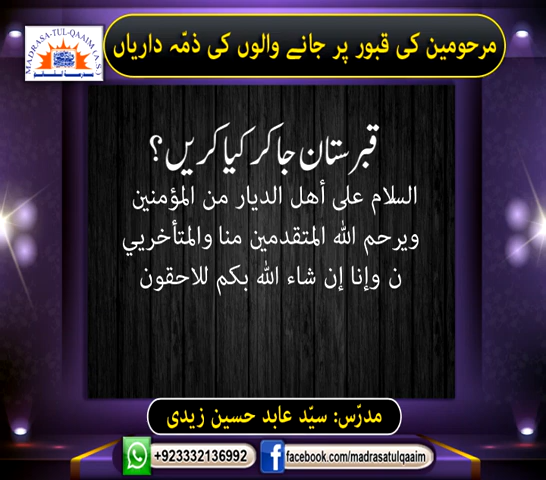 مرحومین کی قبور پر جانے والوں کی ذمّہ داریاں
MADRASA-TUL-QAAIM (A.S.)
قبرستان جا کر کیا کریں؟
السلام على أهل الديار من المؤمنين
ويرحم الله المتقدمين منا والمتأخريي
ن وإنا إن شاء الله بكم للاحقون
مدرّس: سیّد عابد حسین زیدی
+923332136992
facebook.com/madrasatulqaaim